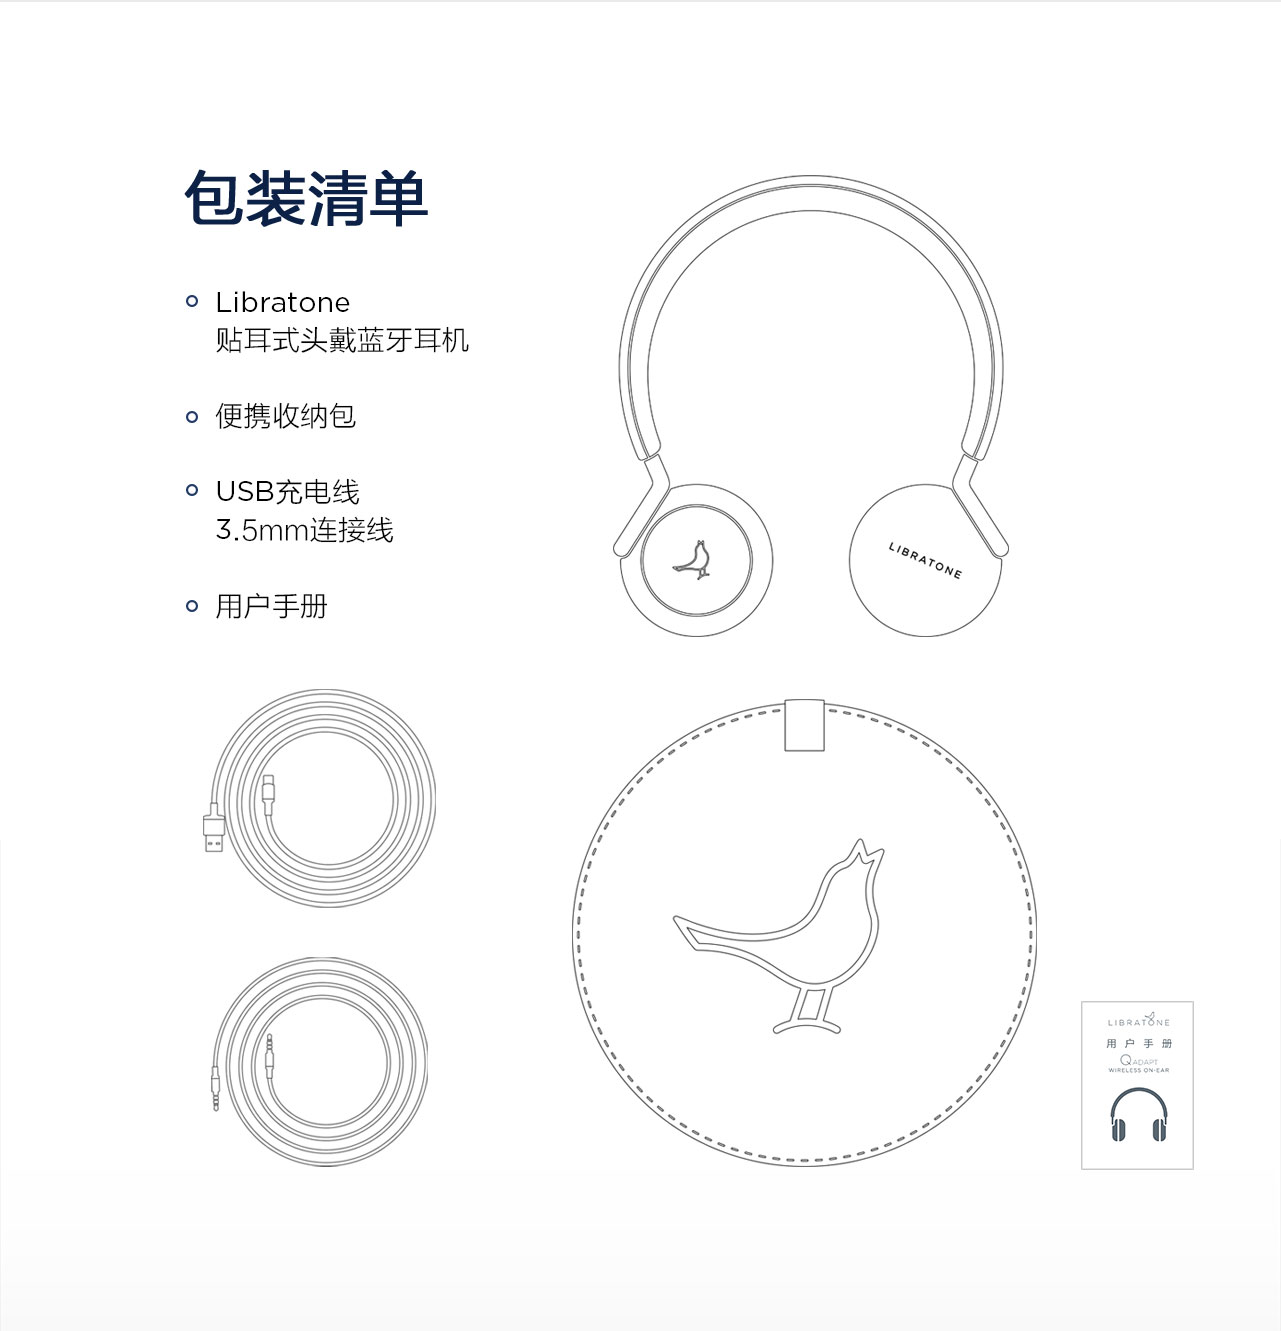 包装清单
Libratone
贴耳式头戴蓝牙耳机
便携收纳包
USB充电线
3.5mm连接线
用户手册
LIBRATONE
LIBRATONE
用户手册
Q ADAPT
WIRELESS ON-EAR